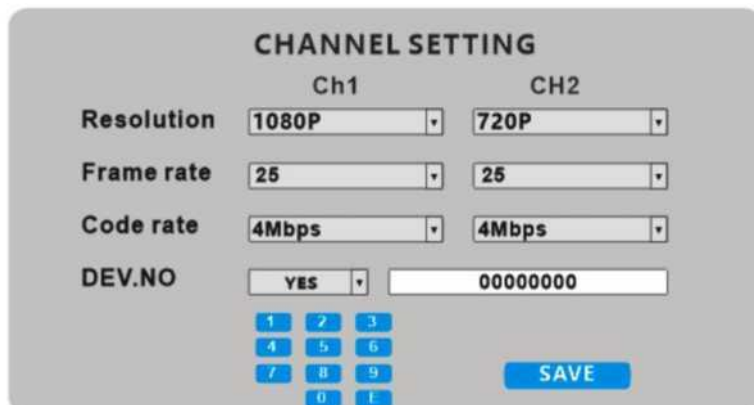 CHANNEL SETTING
Ch1 CH2
Resolution 1080P 720P
Frame rate 25 25
Code rate 4Mbps 4Mbps
DEV.NO YES 00000000
1 2 3
4 5 6
7 8 9 SAVE
0 E